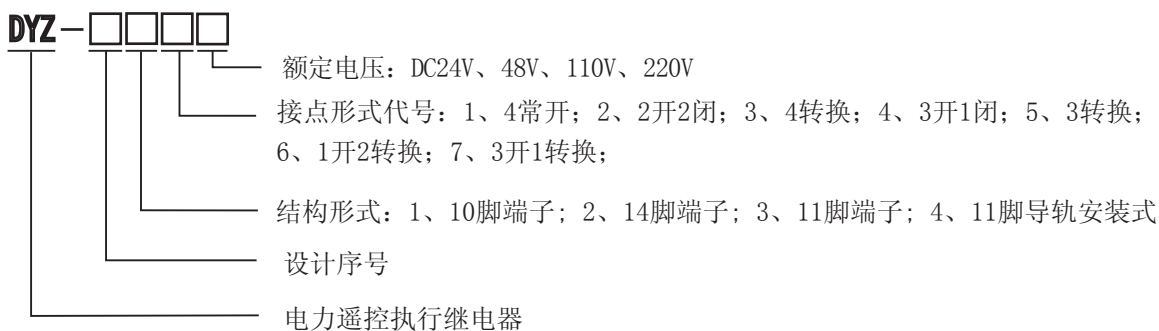 DYZ-□□□□
额定电压：DC24V、48V、110V、220V
接点形式代号：1、4常开；2、2开2闭；3、4转换；4、3开1闭；5、3转换；
6、1开2转换；7、3开1转换；
结构形式：1、10脚端子；2、14脚端子；3、11脚端子；4、11脚导轨安装式
设计序号
电力遥控执行继电器